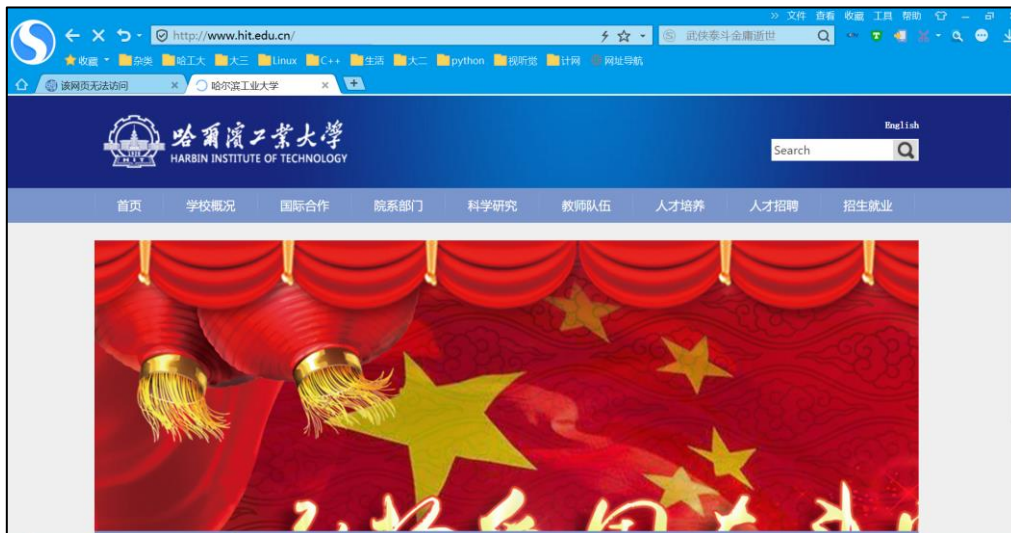 » 文件 查看 收藏 工具 帮助
http://www.hit.edu.cn/
武侠泰斗金庸逝世
收藏 杂类 哈工大 大三 Linux C++ 生活 大二 python 视听觉 计网 网址导航
该网页无法访问 × 哈尔滨工业大学 × +
English
哈爾濱工業大學
HARBIN INSTITUTE OF TECHNOLOGY
HIT
Search
首页 学校概况 国际合作 院系部门 科学研究 教师队伍 人才培养 人才招聘 招生就业